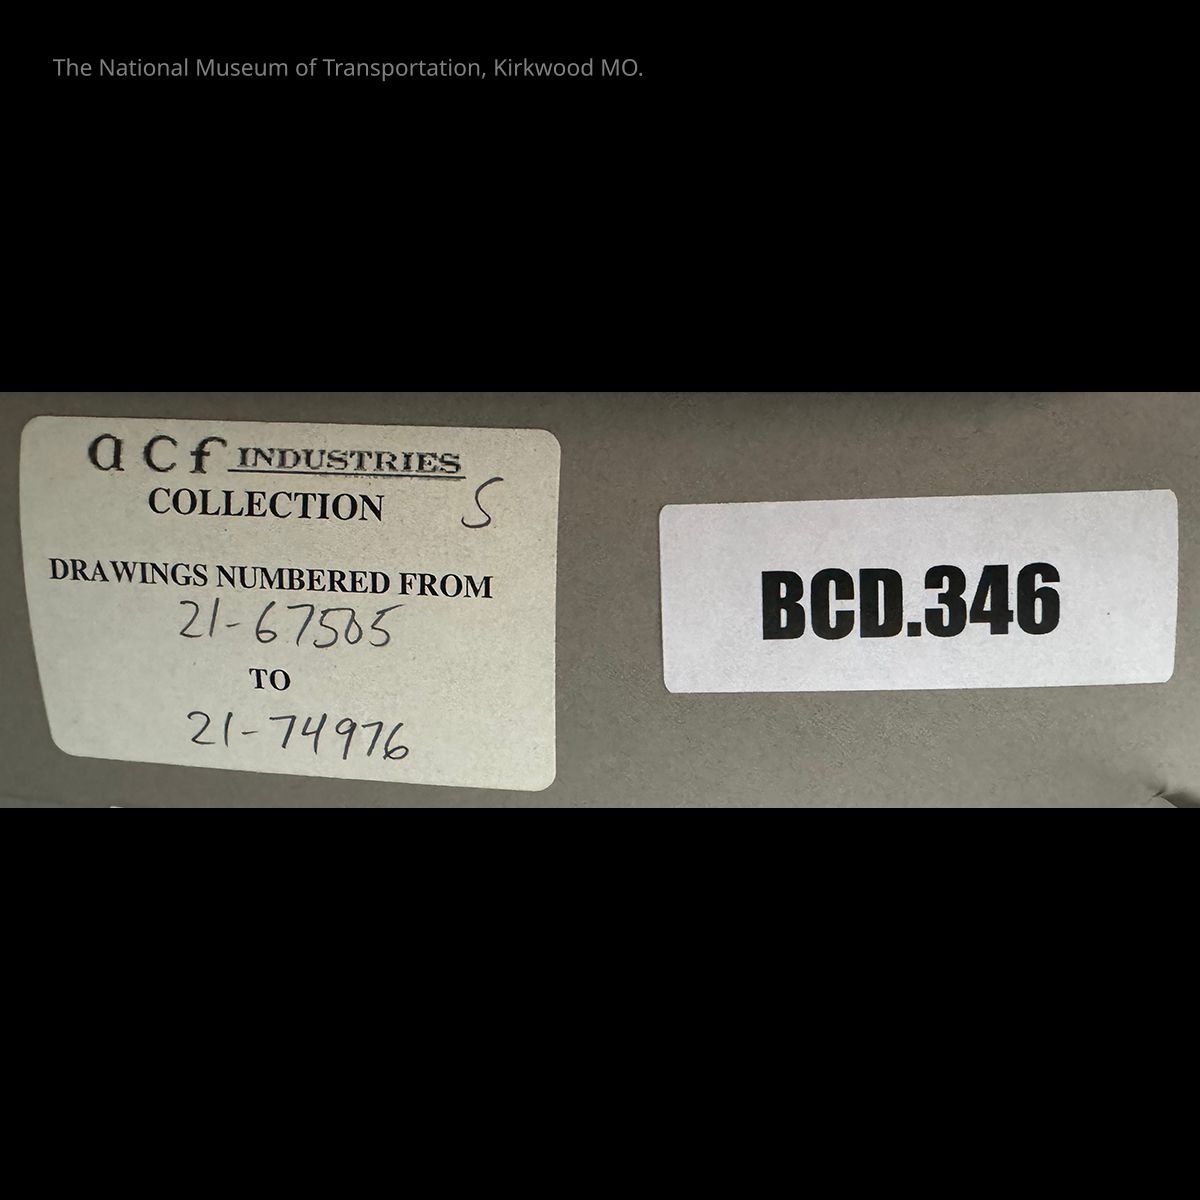 The National Museum of Transportation, Kirkwood MO.
acf INDUSTRIES
COLLECTION S
DRAWINGS NUMBERED FROM
21-67505
TO
21-74976
BCD.346